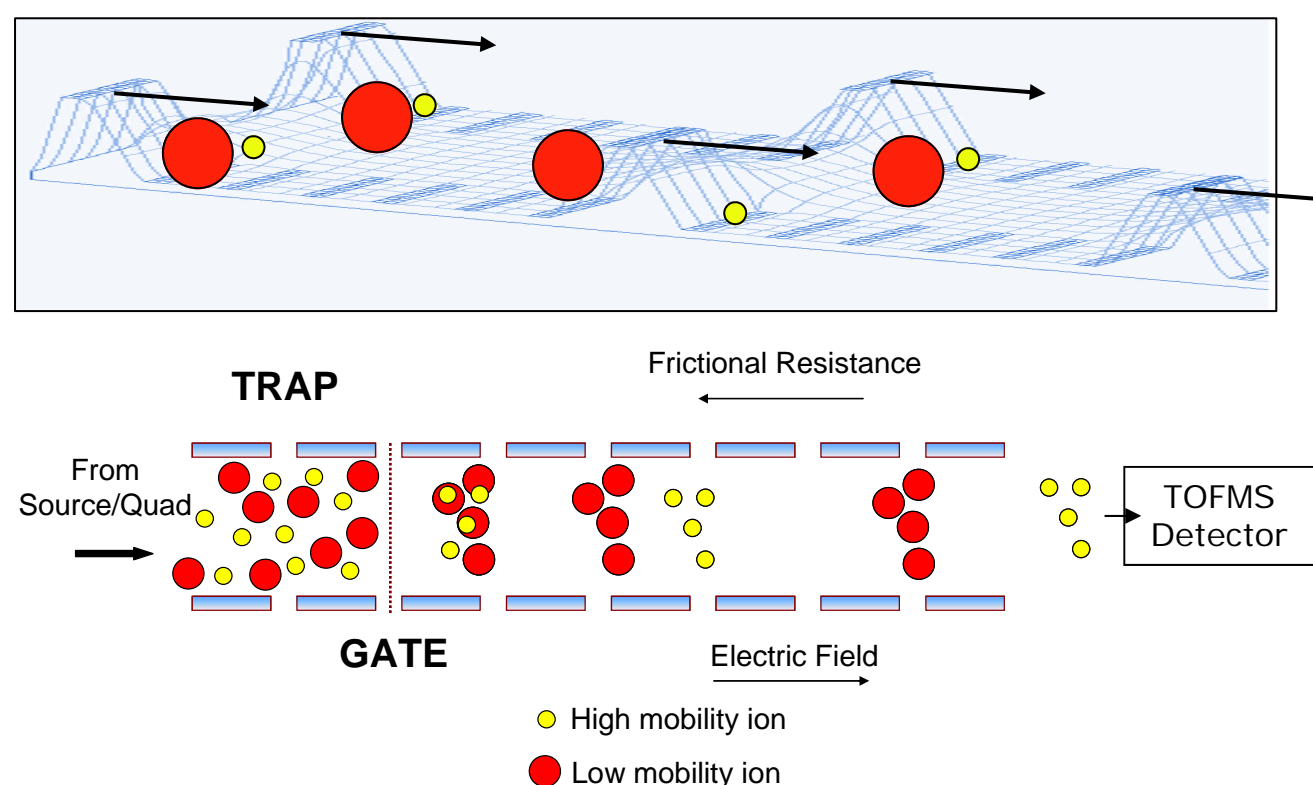 Frictional Resistance
TRAP
From
Source/Quad
TOFMS
Detector
GATE
Electric Field
High mobility ion
Low mobility ion